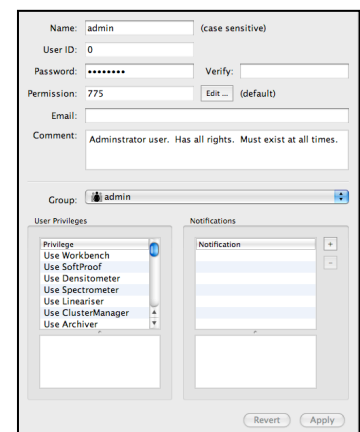 Name: admin (case sensitive)
User ID: 0
Password: •••••••• Verify:
Permission: 775 Edit ... (default)
Email:
Comment: Adminstrator user. Has all rights. Must exist at all times.
Group: admin
User Privileges Notifications
Privilege Notification +
Use Workbench -
Use SoftProof
Use Densitometer
Use Spectrometer
Use Lineariser
Use ClusterManager
Use Archiver
Revert Apply